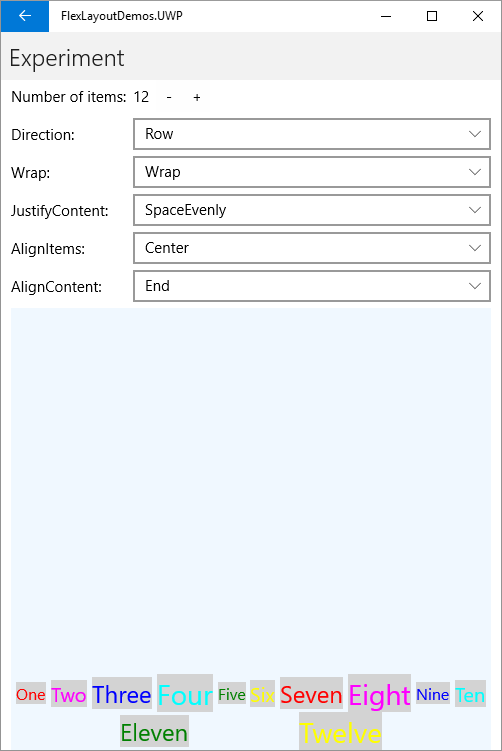 FlexLayoutDemos.UWP
Experiment
Number of items: 12 - +
Direction: Row
Wrap: Wrap
JustifyContent: SpaceEvenly
AlignItems: Center
AlignContent: End
One Two Three Four Five Six Seven Eight Nine Ten
Eleven Twelve